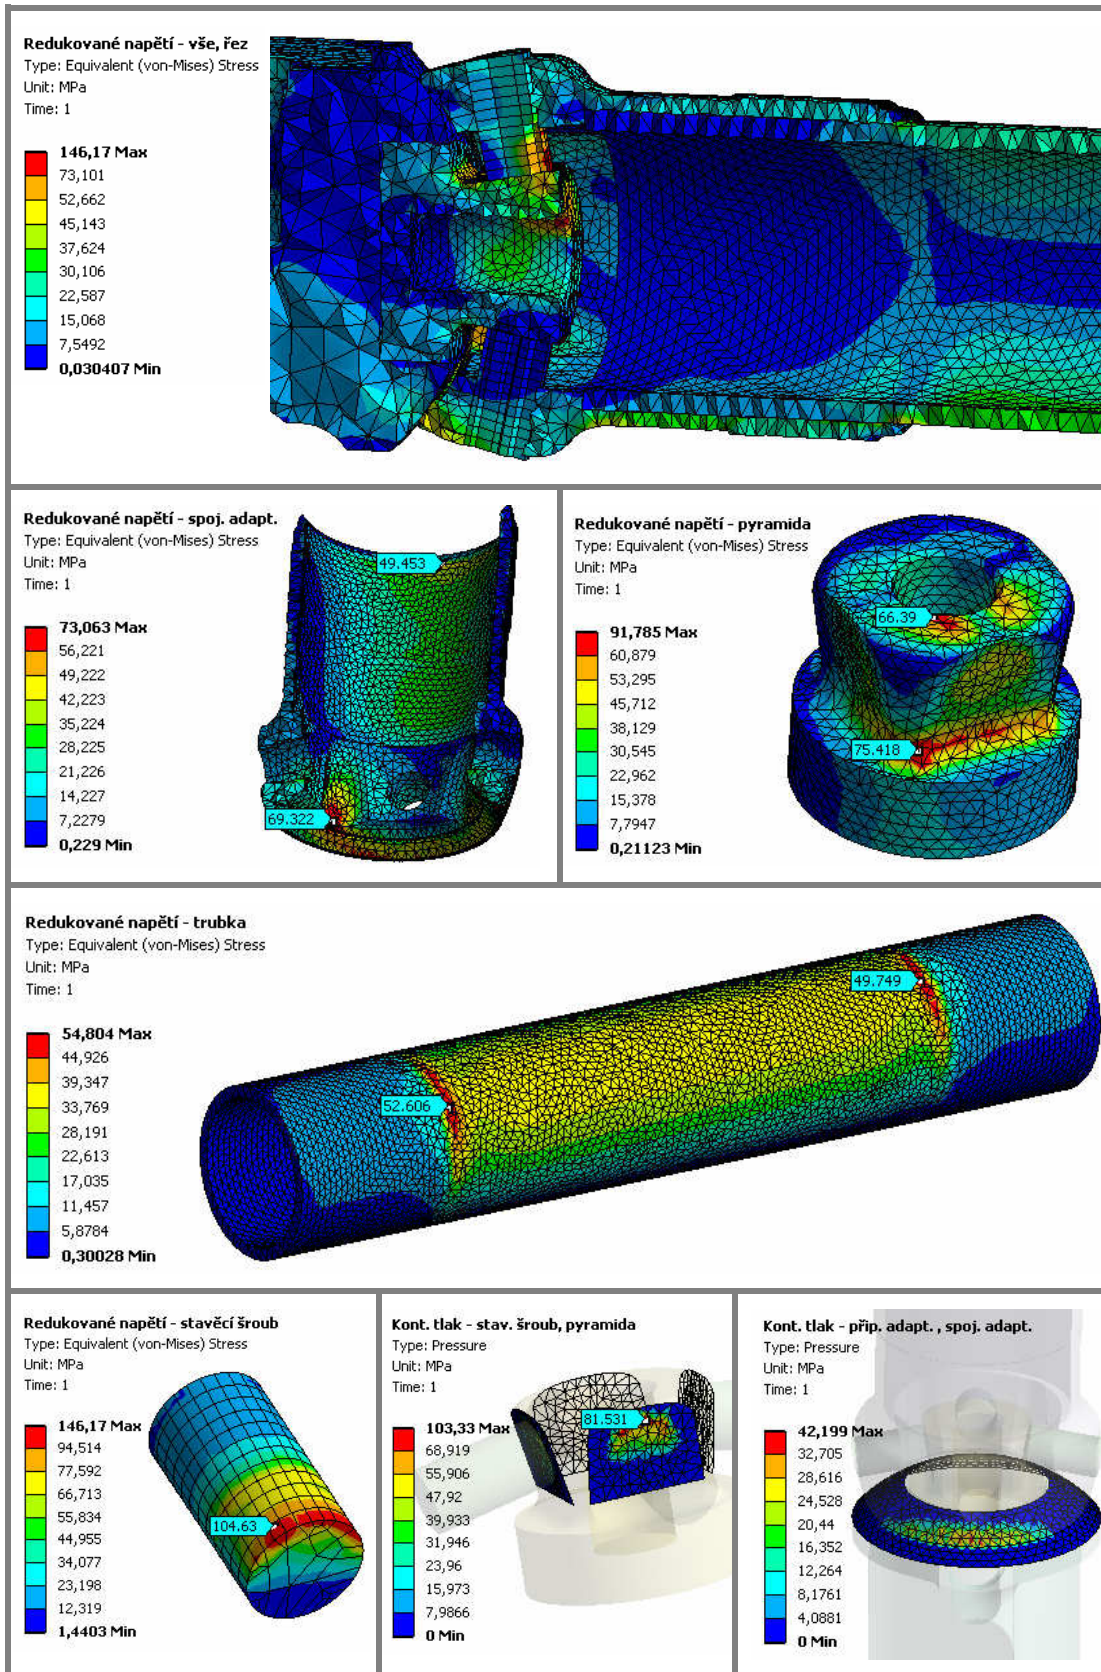 Redukované napětí - vše, řez
Type: Equivalent (von-Mises) Stress
Unit: MPa
Time: 1
146,17 Max
73,101
52,662
45,143
37,624
30,106
22,587
15,068
7,5492
0,030407 Min
Redukované napětí - spoj. adapt.
Type: Equivalent (von-Mises) Stress
Unit: MPa
Time: 1
73,063 Max
56,221
49,222
42,223
35,224
28,225
21,226
14,227
7,2279
0,229 Min
49.453
69.322
Redukované napětí - pyramida
Type: Equivalent (von-Mises) Stress
Unit: MPa
Time: 1
91,785 Max
60,879
53,295
45,712
38,129
30,545
22,962
15,378
7,7947
0,21123 Min
66.39
75.418
Redukované napětí - trubka
Type: Equivalent (von-Mises) Stress
Unit: MPa
Time: 1
54,804 Max
44,926
39,347
33,769
28,191
22,613
17,035
11,457
5,8784
0,30028 Min
49.749
52.606
Redukované napětí - stavěcí šroub
Type: Equivalent (von-Mises) Stress
Unit: MPa
Time: 1
146,17 Max
94,514
77,592
66,713
55,834
44,955
34,077
23,198
12,319
1,4403 Min
104.63
Kont. tlak - stav. šroub, pyramida
Type: Pressure
Unit: MPa
Time: 1
103,33 Max
68,919
55,906
47,92
39,933
31,946
23,96
15,973
7,9866
0 Min
81.531
Kont. tlak - přip. adapt. , spoj. adapt.
Type: Pressure
Unit: MPa
Time: 1
42,199 Max
32,705
28,616
24,528
20,44
16,352
12,264
8,1761
4,0881
0 Min